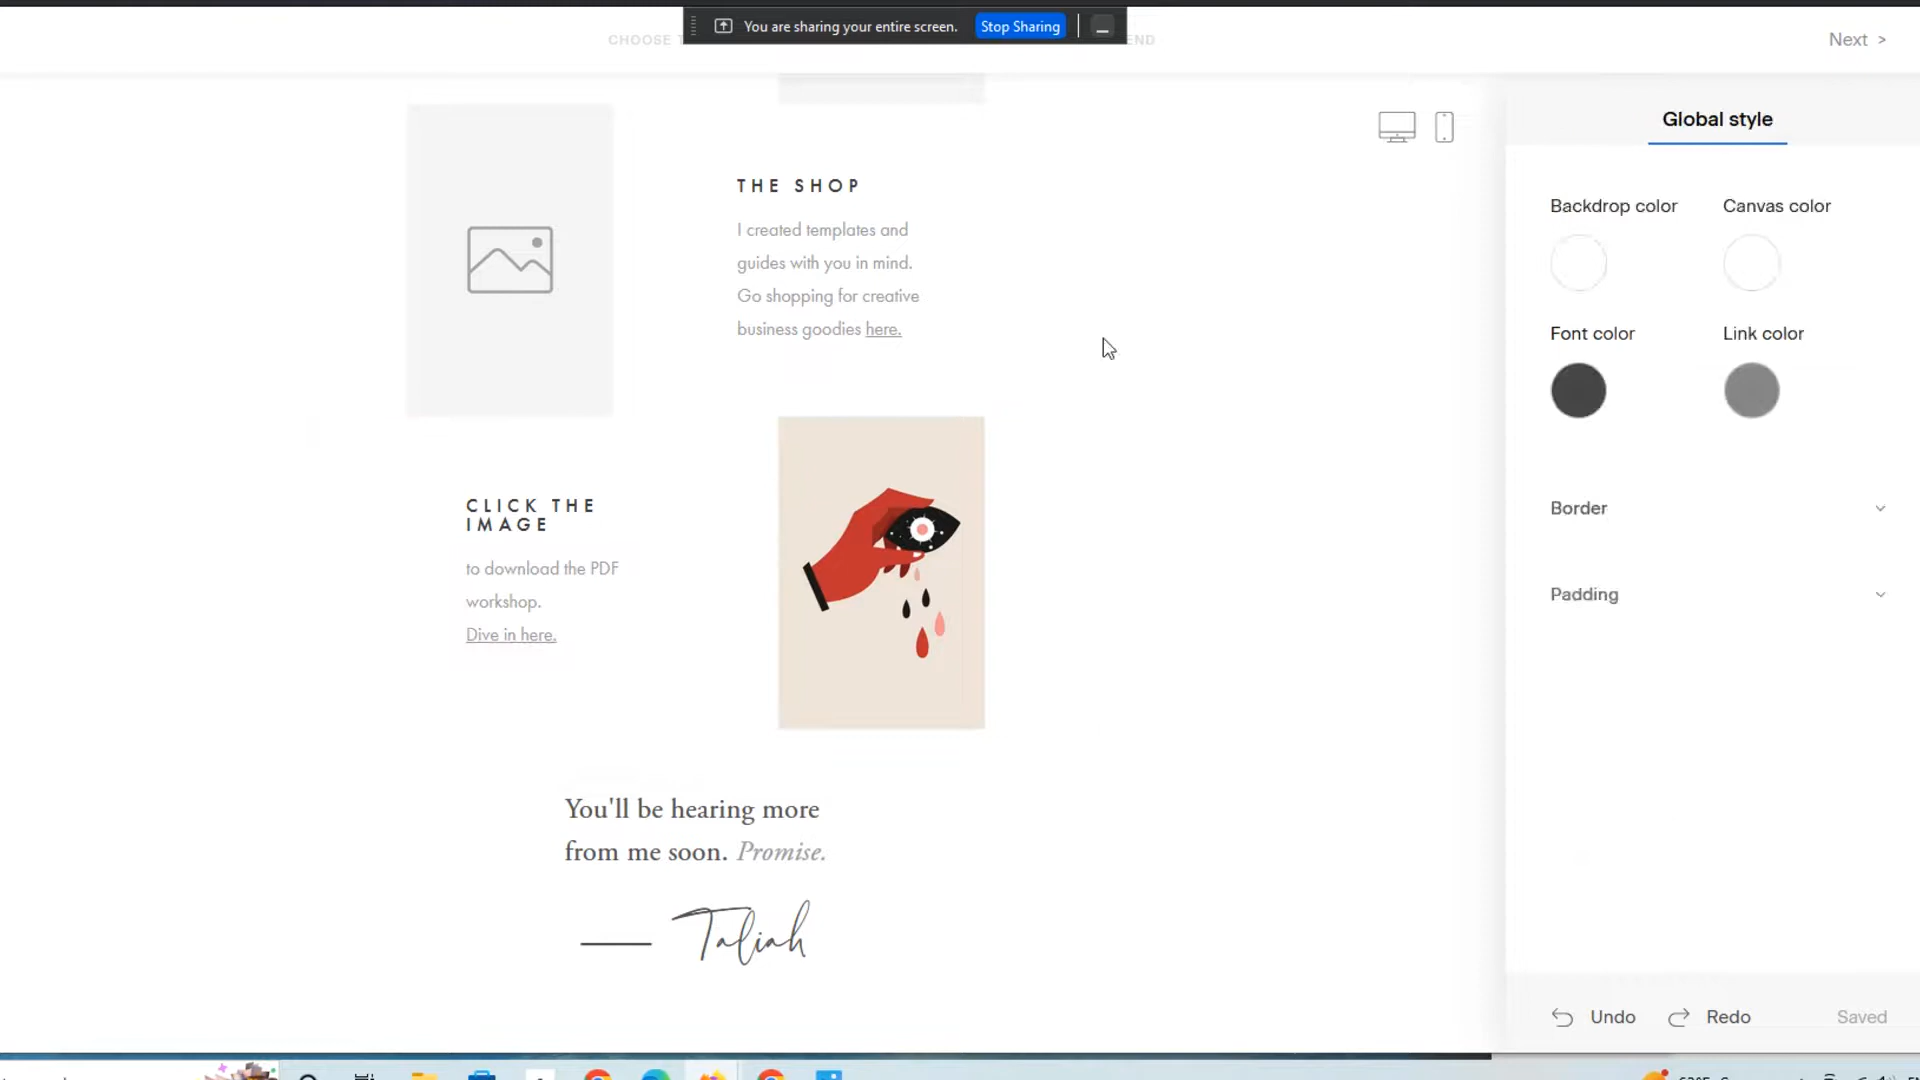 You are sharing your entire screen. Stop Sharing
CHOOSE
END
Next >
Global style
THE SHOP
I created templates and
guides with you in mind.
Go shopping for creative
business goodies here.
Backdrop color Canvas color
Font color Link color
Border
Padding
CLICK THE
IMAGE
to download the PDF
workshop.
Dive in here.
You'll be hearing more
from me soon. Promise.
Taliah
Undo Redo Saved